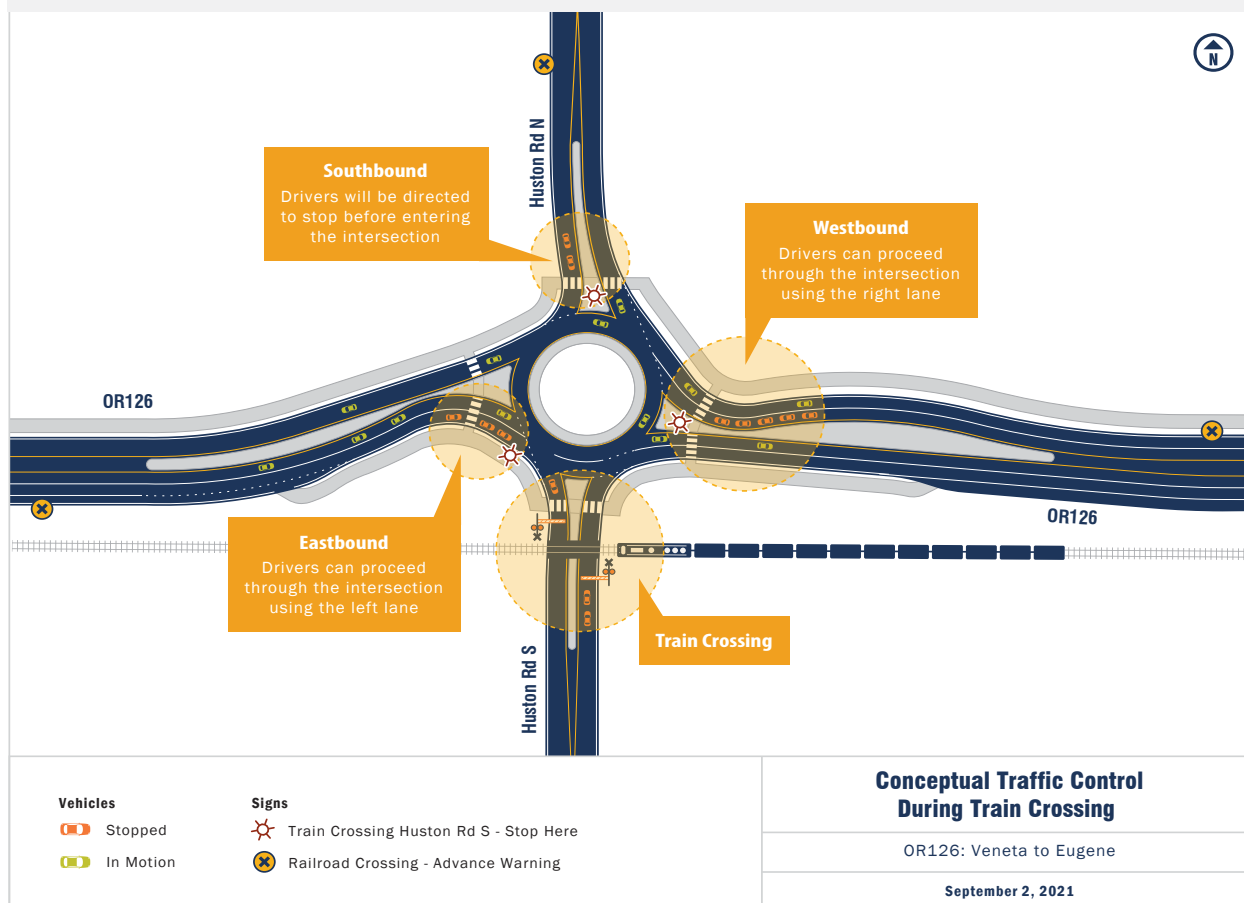 N
Huston Rd N
Southbound
Drivers will be directed
to stop before entering
the intersection
Westbound
Drivers can proceed
through the intersection
using the right lane
OR126
OR126
Eastbound
Drivers can proceed
through the intersection
using the left lane
Train Crossing
Huston Rd S
Vehicles
Stopped
In Motion
Signs
Train Crossing Huston Rd S - Stop Here
Railroad Crossing - Advance Warning
Conceptual Traffic Control
During Train Crossing
OR126: Veneta to Eugene
September 2, 2021